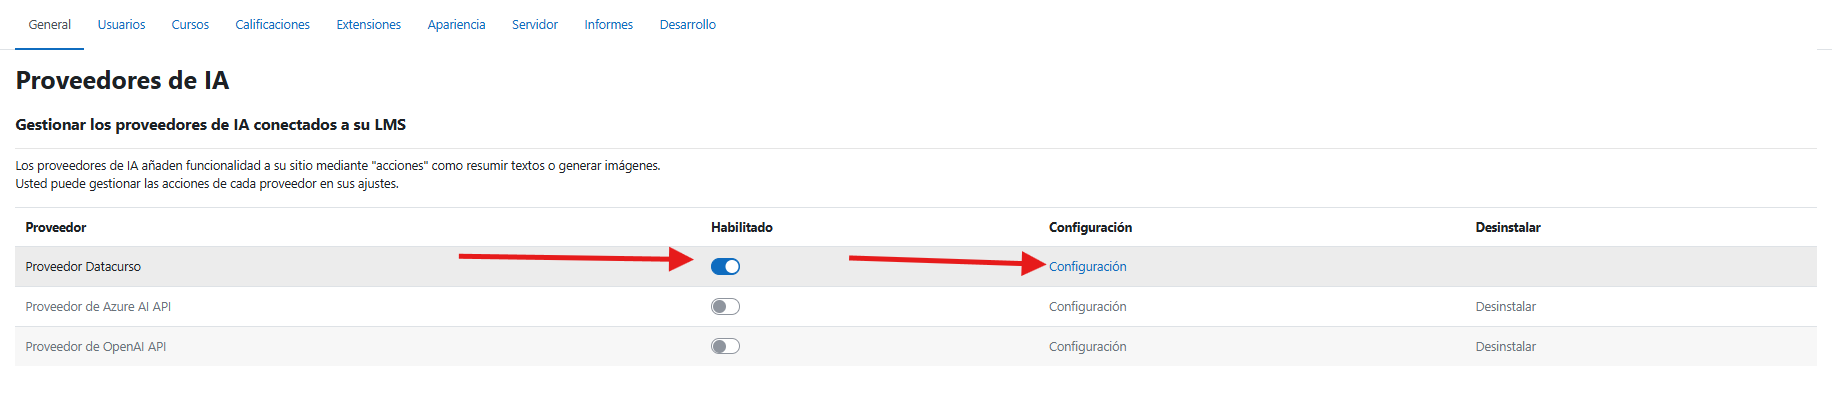 General Usuarios Cursos Calificaciones Extensiones Apariencia Servidor Informes Desarrollo
Proveedores de IA
Gestionar los proveedores de IA conectados a su LMS
Los proveedores de IA añaden funcionalidad a su sitio mediante "acciones" como resumir textos o generar imágenes.
Usted puede gestionar las acciones de cada proveedor en sus ajustes.
Proveedor Habilitado Configuración Desinstalar
Proveedor Datacurso Configuración
Proveedor de Azure AI API Configuración Desinstalar
Proveedor de OpenAI API Configuración Desinstalar